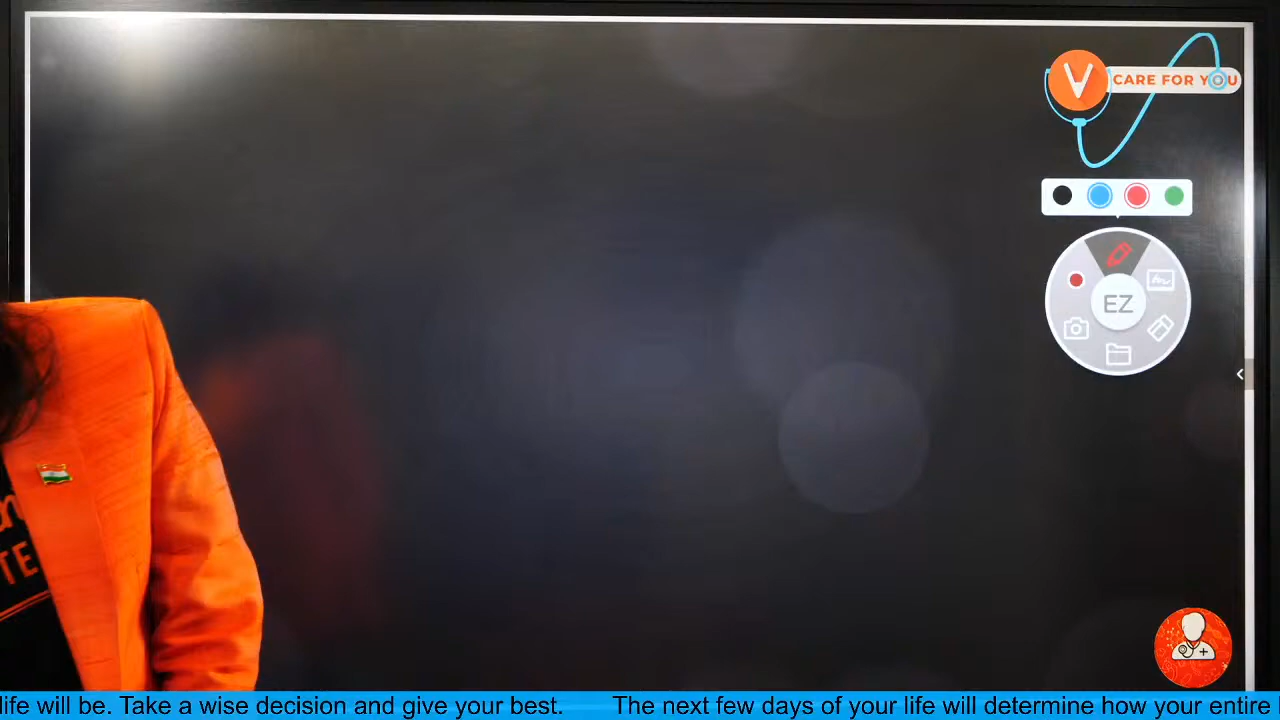 V
CARE FOR YOU
EZ
TE
life will be. Take a wise decision and give your best. The next few days of your life will determine how your entire